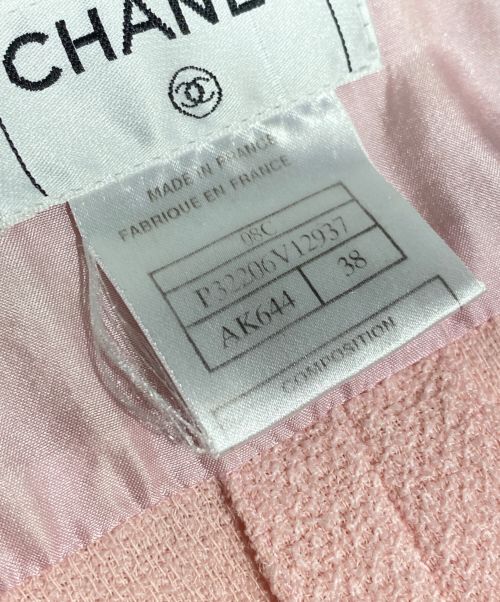 CHANEL
MADE IN FRANCE
FABRIQUE EN FRANCE
08C
P32206V12937
AK644 38
COMPOSITION